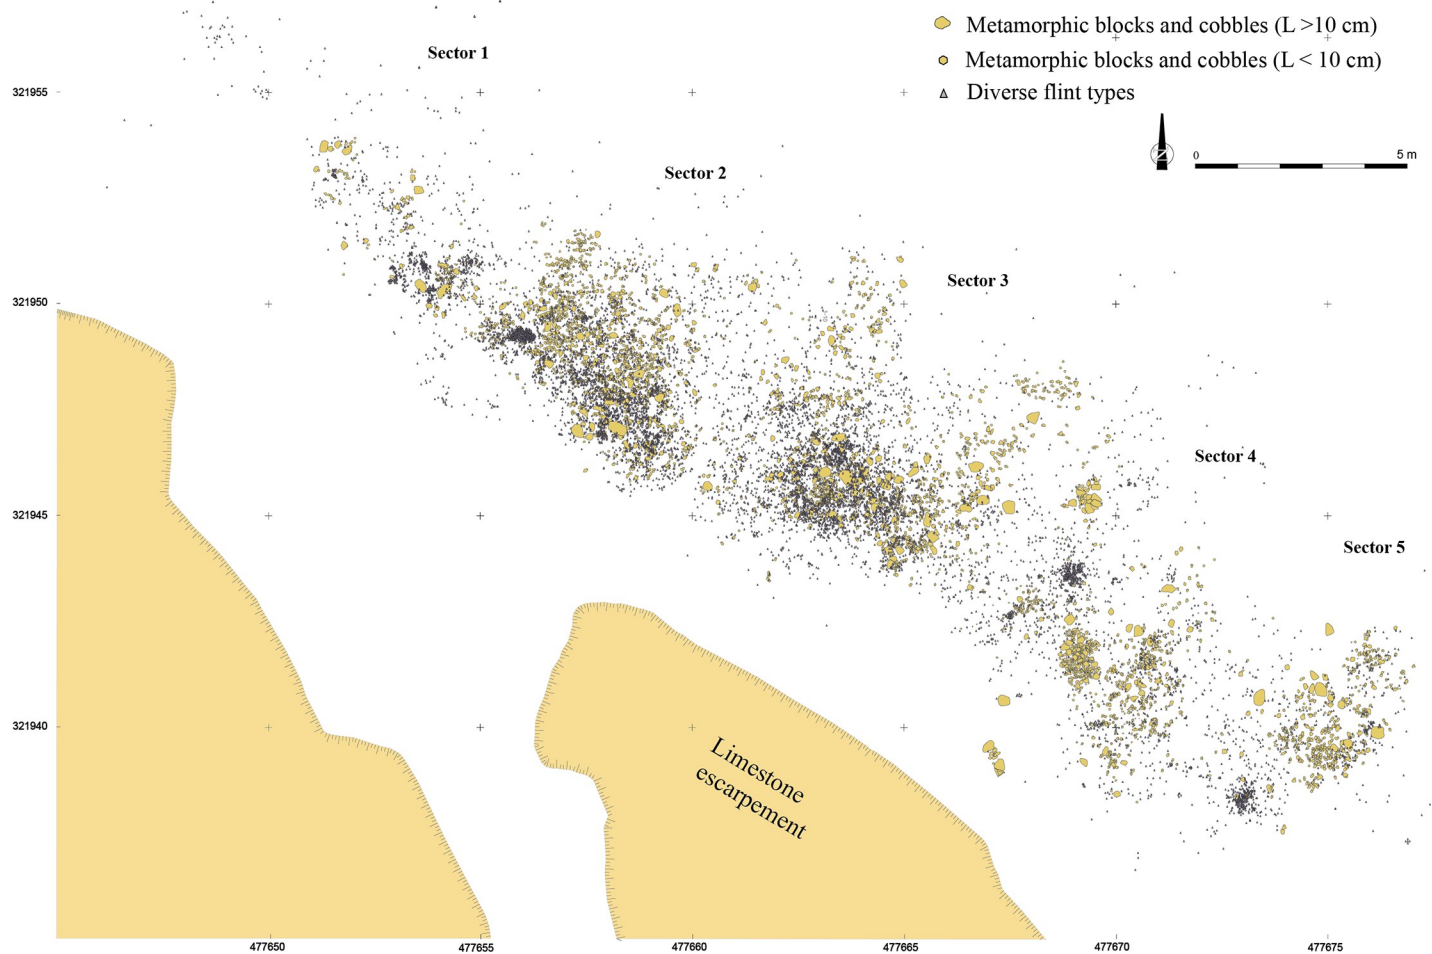 Metamorphic blocks and cobbles (L >10 cm)
Metamorphic blocks and cobbles (L < 10 cm)
Diverse flint types
0 5 m
Sector 1
Sector 2
Sector 3
Sector 4
Sector 5
321955
321950
321945
321940
Limestone
escarpement
477650 477655 477660 477665 477670 477675